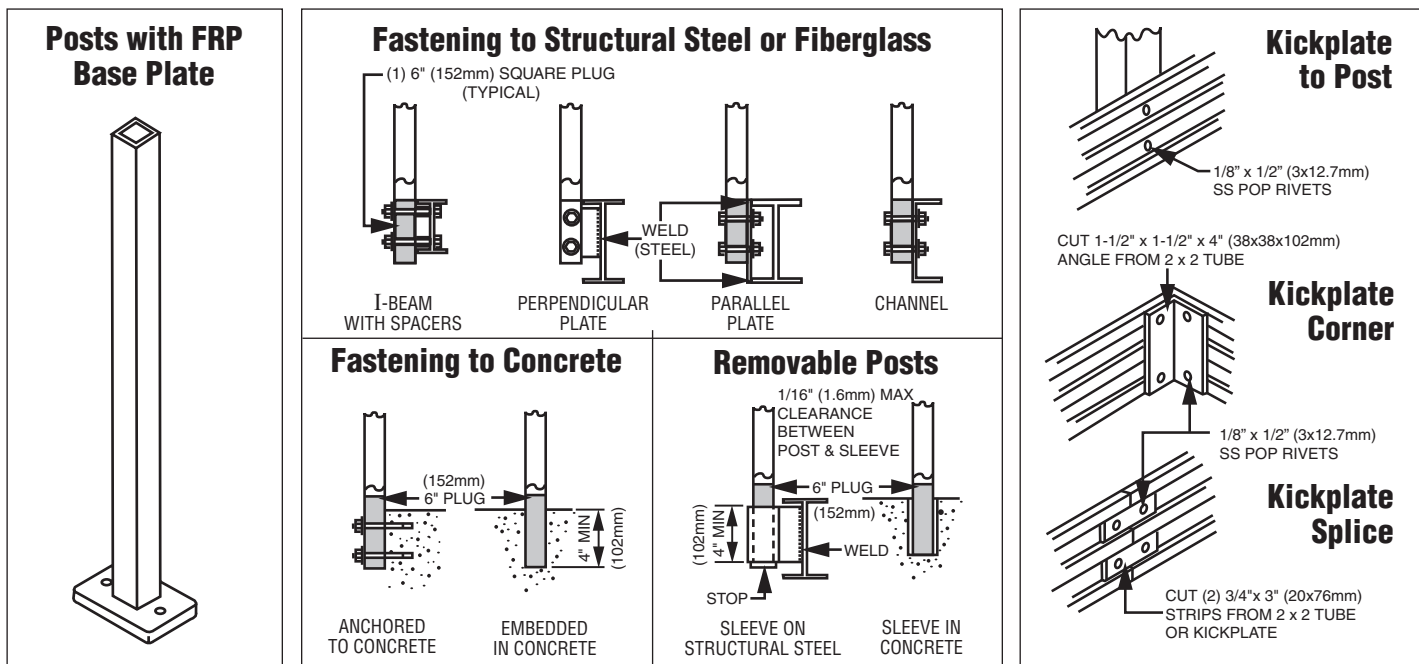 Posts with FRP
Base Plate
Fastening to Structural Steel or Fiberglass
(1) 6" (152mm) SQUARE PLUG
(TYPICAL)
WELD
(STEEL)
I-BEAM
WITH SPACERS
PERPENDICULAR
PLATE
PARALLEL
PLATE
CHANNEL
Fastening to Concrete
(152mm)
6" PLUG
4" MIN
(102mm)
ANCHORED
TO CONCRETE
EMBEDDED
IN CONCRETE
Removable Posts
1/16" (1.6mm) MAX
CLEARANCE
BETWEEN
POST & SLEEVE
6" PLUG
(152mm)
(102mm)
4" MIN
WELD
STOP
SLEEVE ON
STRUCTURAL STEEL
SLEEVE IN
CONCRETE
Kickplate
to Post
1/8” x 1/2” (3x12.7mm)
SS POP RIVETS
CUT 1-1/2" x 1-1/2" x 4" (38x38x102mm)
ANGLE FROM 2 x 2 TUBE
Kickplate
Corner
1/8” x 1/2” (3x12.7mm)
SS POP RIVETS
Kickplate
Splice
CUT (2) 3/4"x 3" (20x76mm)
STRIPS FROM 2 x 2 TUBE
OR KICKPLATE